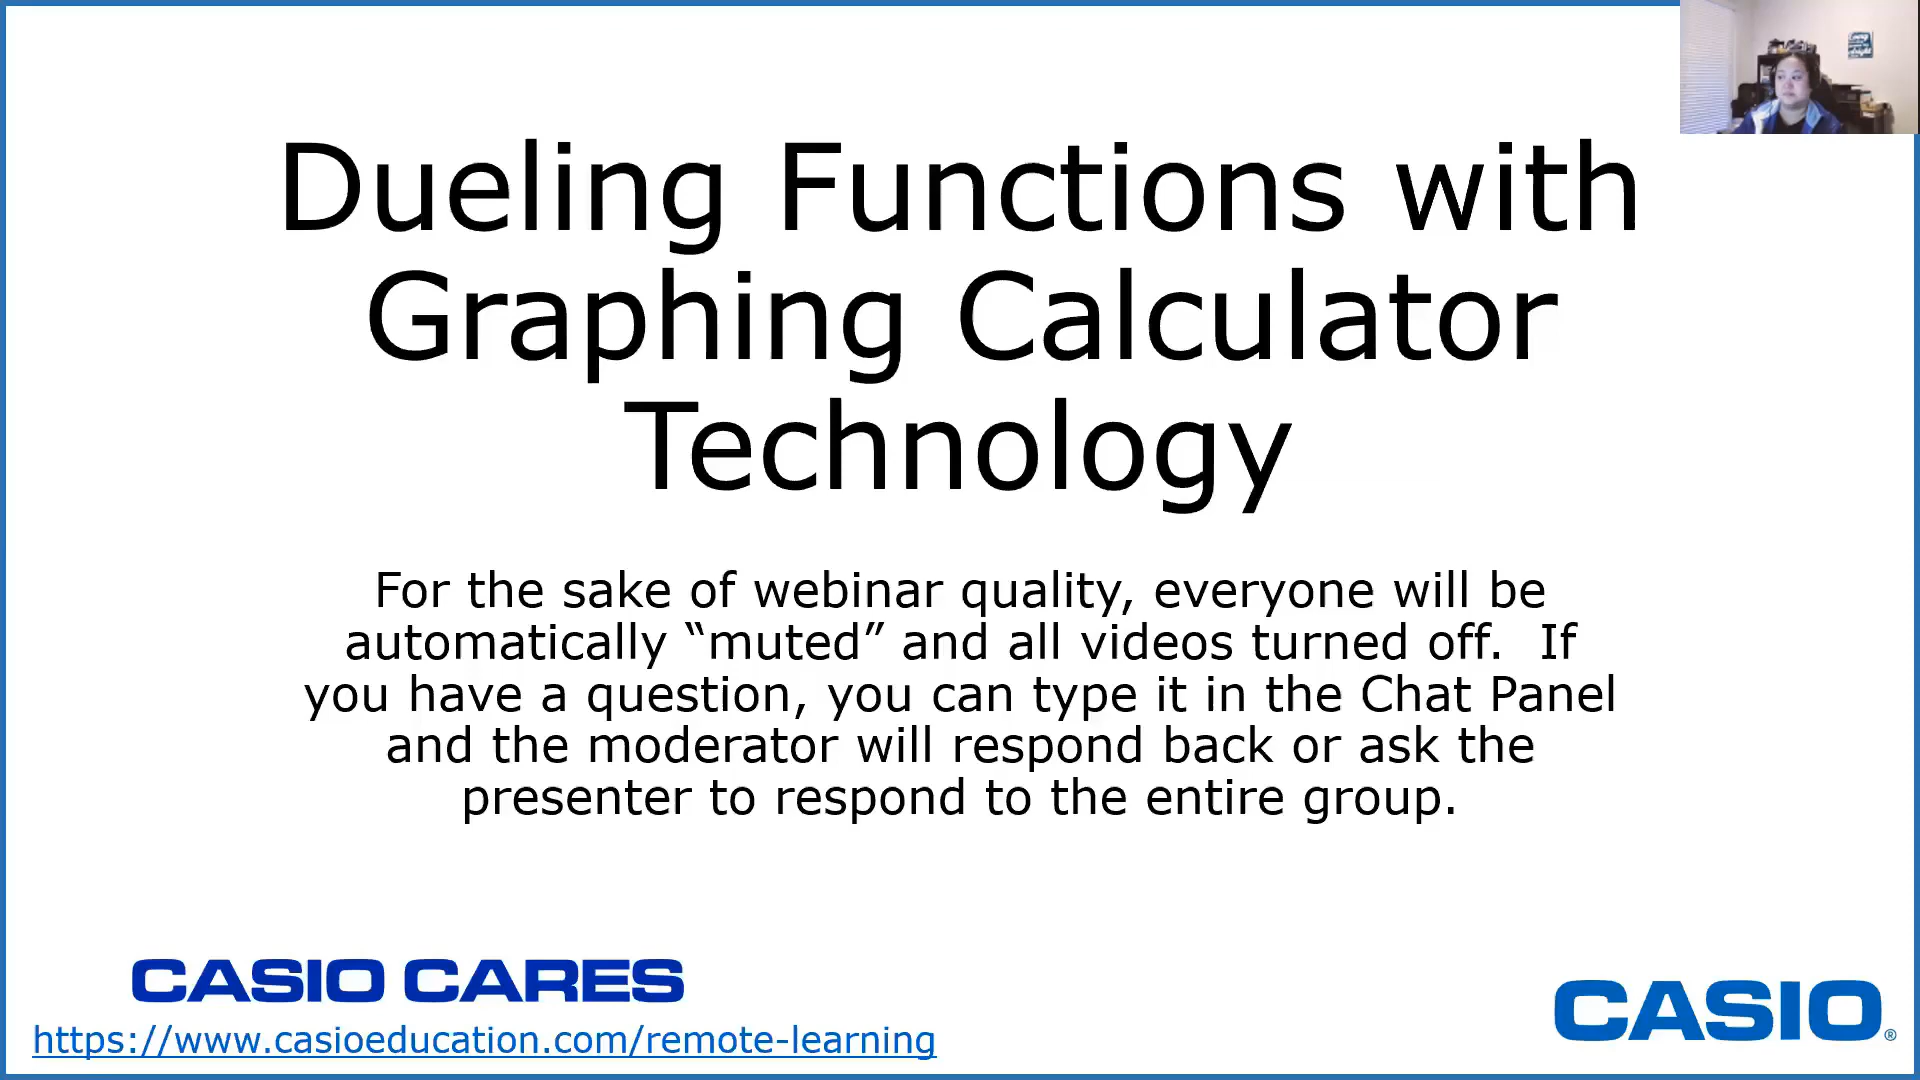 Dueling Functions with
Graphing Calculator
Technology
For the sake of webinar quality, everyone will be
automatically “muted” and all videos turned off.  If
you have a question, you can type it in the Chat Panel
and the moderator will respond back or ask the
presenter to respond to the entire group.
CASIO CARES
https://www.casioeducation.com/remote-learning
CASIO®